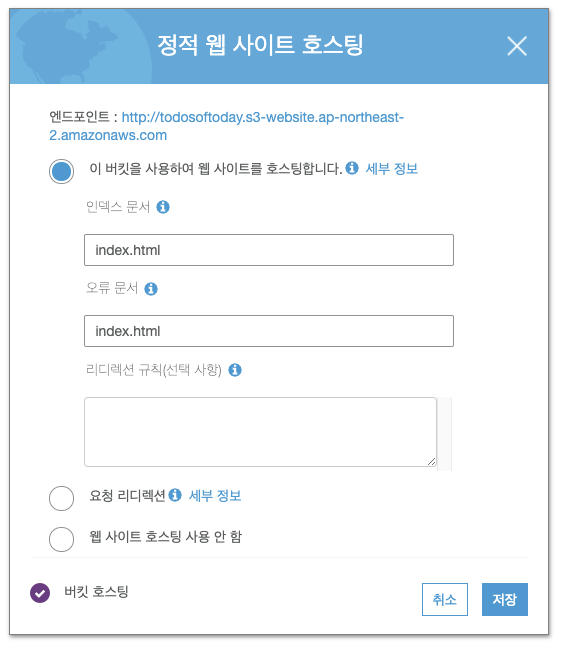 정적 웹 사이트 호스팅
엔드포인트 : http://todosoftoday.s3-website.ap-northeast-
2.amazonaws.com
이 버킷을 사용하여 웹 사이트를 호스팅합니다. 세부 정보
인덱스 문서
index.html
오류 문서
index.html
리디렉션 규칙(선택 사항)
요청 리디렉션 세부 정보
웹 사이트 호스팅 사용 안 함
버킷 호스팅
취소
저장